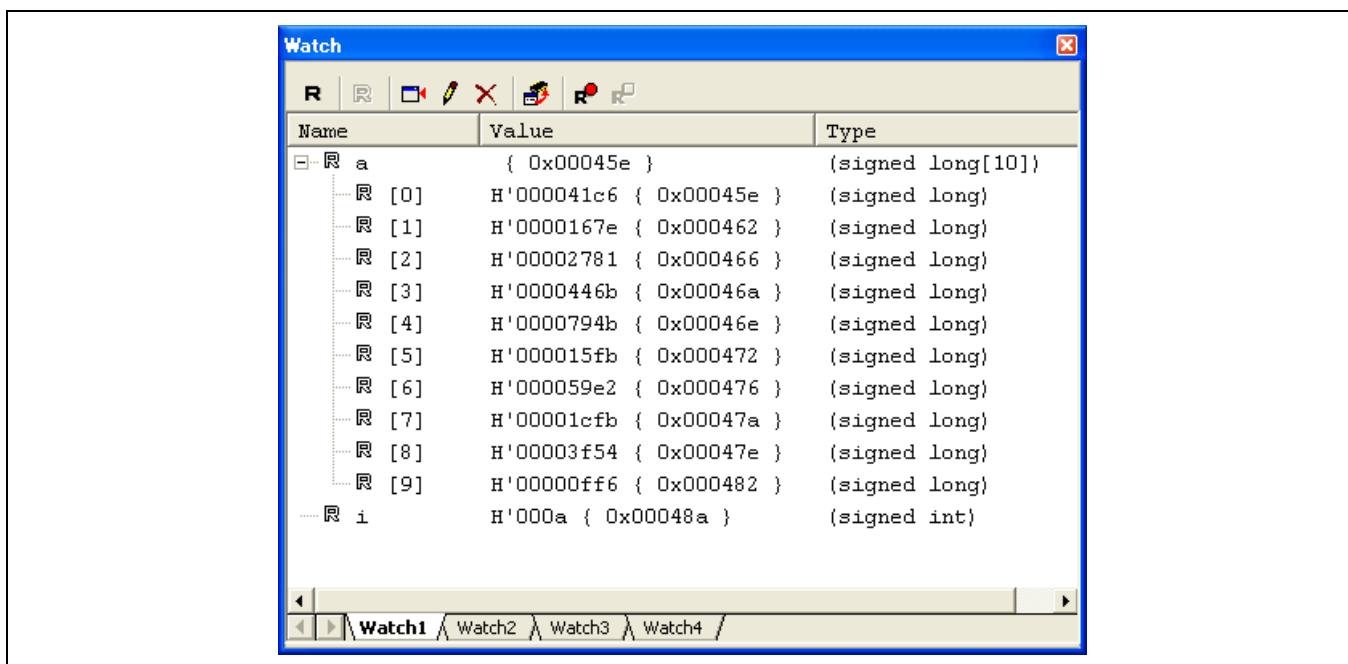 Watch
R R R R
Name Value Type
R a { 0x00045e } (signed long[10])
R [0] H'000041c6 { 0x00045e } (signed long)
R [1] H'0000167e { 0x000462 } (signed long)
R [2] H'00002781 { 0x000466 } (signed long)
R [3] H'0000446b { 0x00046a } (signed long)
R [4] H'0000794b { 0x00046e } (signed long)
R [5] H'000015fb { 0x000472 } (signed long)
R [6] H'000059e2 { 0x000476 } (signed long)
R [7] H'00001cfb { 0x00047a } (signed long)
R [8] H'00003f54 { 0x00047e } (signed long)
R [9] H'00000ff6 { 0x000482 } (signed long)
R i H'000a { 0x00048a } (signed int)
Watch1 Watch2 Watch3 Watch4